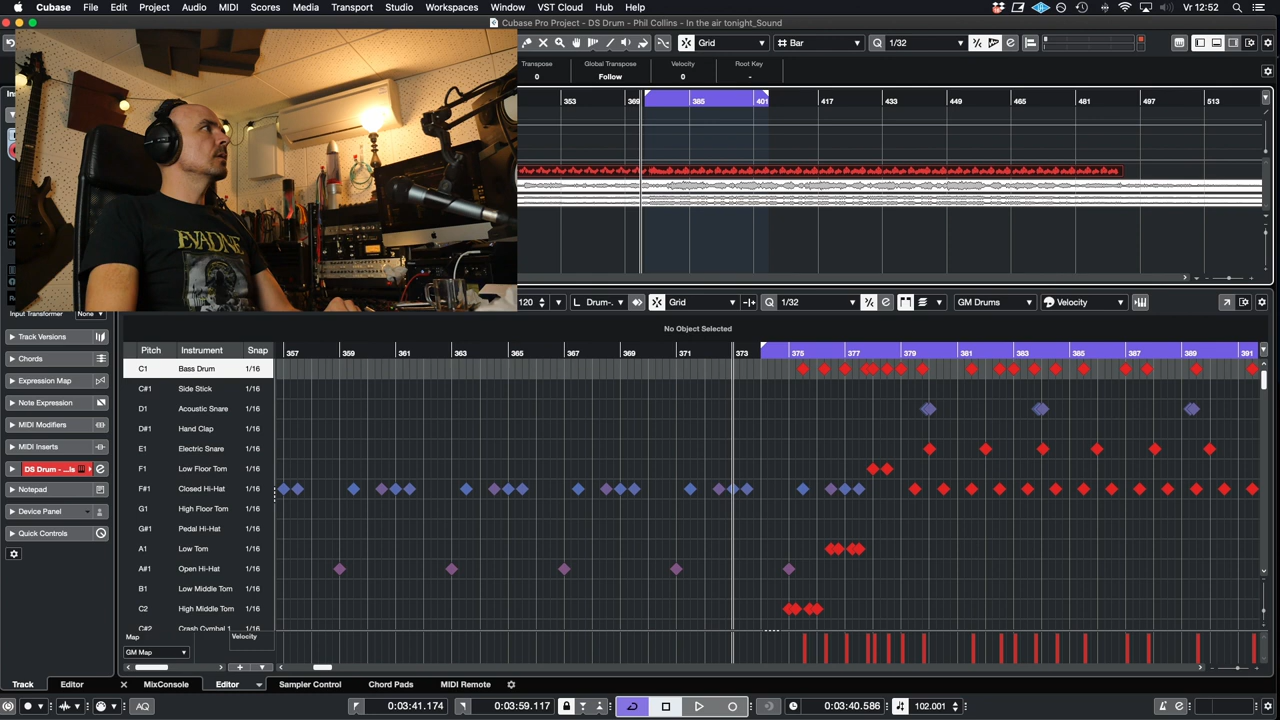 Cubase File Edit Project Audio MIDI Scores Media Transport Studio Workspaces Window VST Cloud Hub Help Vr 12:52
Cubase Pro Project - DS Drum - Phil Collins - In the air tonight_Sound
Grid Bar 1/32
Transpose Global Transpose Velocity Root Key
0 Follow 0 -
353 369 385 401 417 433 449 465 481 497 513
EVADNE
120 Grid 1/32 GM Drums Velocity
Input Transformer None
No Object Selected
Track Versions
Pitch Instrument Snap 357 359 361 363 365 367 369 371 373 375 377 379 381 383 385 387 389 391
Chords
C1 Bass Drum 1/16
Expression Map
C#1 Side Stick 1/16
Note Expression
D1 Acoustic Snare 1/16
MIDI Modifiers
D#1 Hand Clap 1/16
MIDI Inserts
E1 Electric Snare 1/16
DS Drum - ...ls
F1 Low Floor Tom 1/16
Notepad
F#1 Closed Hi-Hat 1/16
Device Panel
G1 High Floor Tom 1/16
Quick Controls
G#1 Pedal Hi-Hat 1/16
A1 Low Tom 1/16
A#1 Open Hi-Hat 1/16
B1 Low Middle Tom 1/16
C2 High Middle Tom 1/16
C#2 Crash Cymbal 1 1/16
Map Velocity
GM Map
Track Editor MixConsole Editor Sampler Control Chord Pads MIDI Remote
AQ 0:03:41.174 0:03:59.117 0:03:40.586 102.001